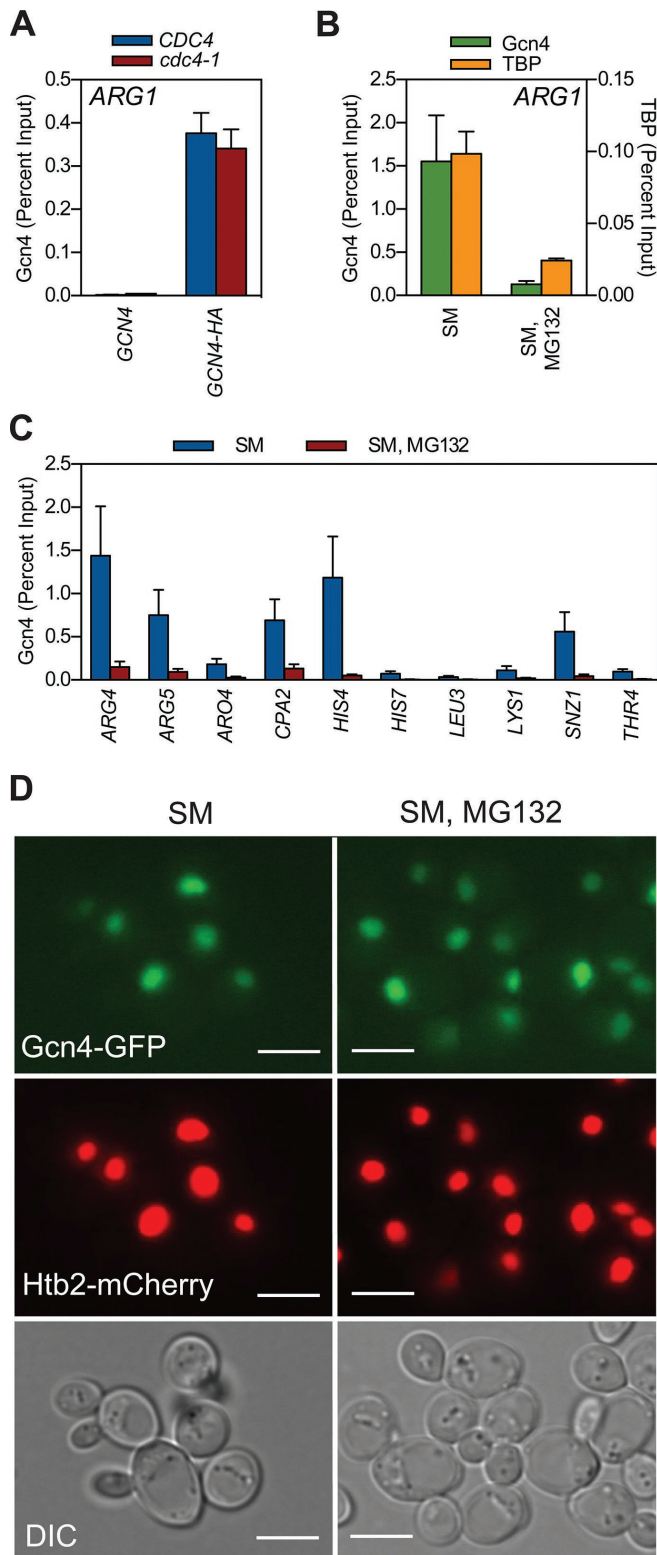 A
CDC4
cdc4-1
ARG1
Gcn4 (Percent Input)
0.5
0.4
0.3
0.2
0.1
0.0
GCN4
GCN4-HA
B
Gcn4
TBP
ARG1
Gcn4 (Percent Input)
2.5
2.0
1.5
1.0
0.5
0.0
0.15
0.10
0.05
0.00
TBP (Percent Input)
SM
SM,
MG132
C
SM
SM, MG132
Gcn4 (Percent Input)
2.5
2.0
1.5
1.0
0.5
0.0
ARG4
ARG5
ARO4
CPA2
HIS4
HIS7
LEU3
LYS1
SNZ1
THR4
D
SM
SM, MG132
Gcn4-GFP
Htb2-mCherry
DIC